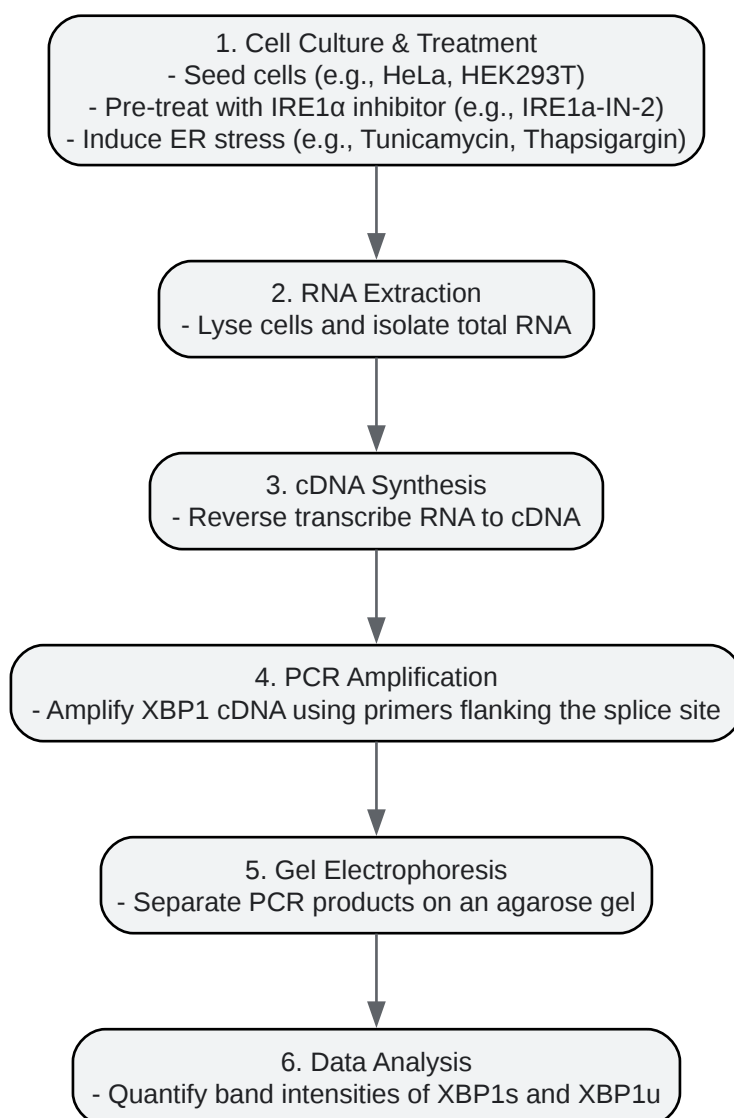 1. Cell Culture & Treatment
- Seed cells (e.g., HeLa, HEK293T)
- Pre-treat with IRE1α inhibitor (e.g., IRE1a-IN-2)
- Induce ER stress (e.g., Tunicamycin, Thapsigargin)
2. RNA Extraction
- Lyse cells and isolate total RNA
3. cDNA Synthesis
- Reverse transcribe RNA to cDNA
4. PCR Amplification
- Amplify XBP1 cDNA using primers flanking the splice site
5. Gel Electrophoresis
- Separate PCR products on an agarose gel
6. Data Analysis
- Quantify band intensities of XBP1s and XBP1u